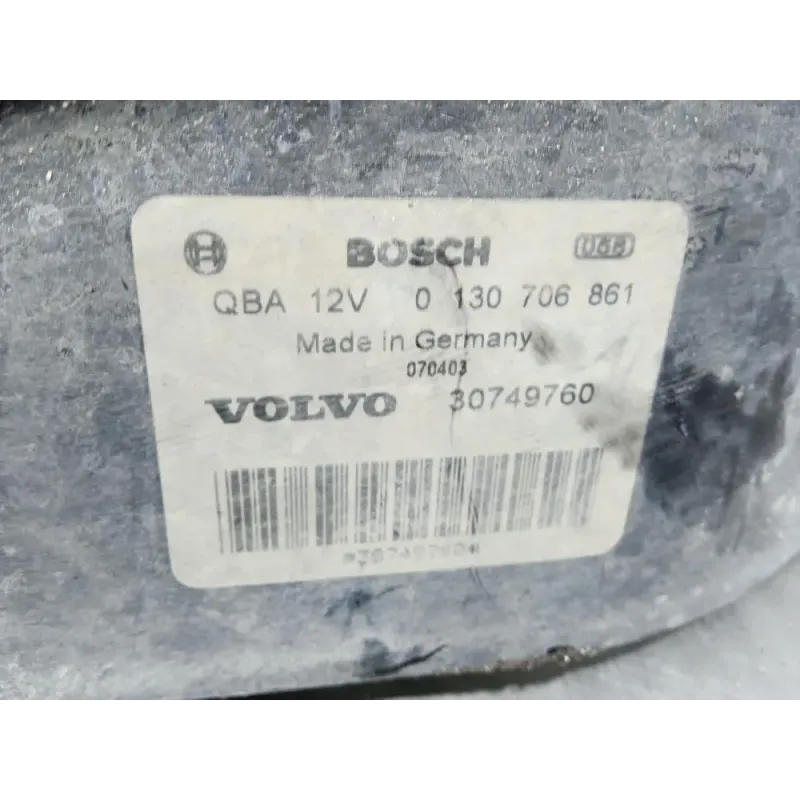 BOSCH
QBA 12V 0 130 706 861
Made in Germany
070403
VOLVO 30749760